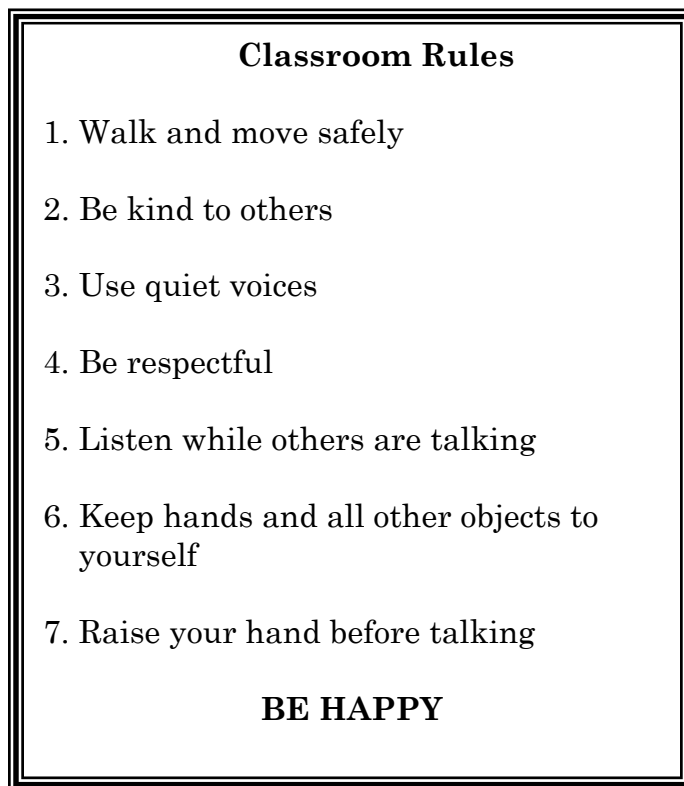 Classroom Rules
1. Walk and move safely
2. Be kind to others
3. Use quiet voices
4. Be respectful
5. Listen while others are talking
6. Keep hands and all other objects to
yourself
7. Raise your hand before talking
BE HAPPY